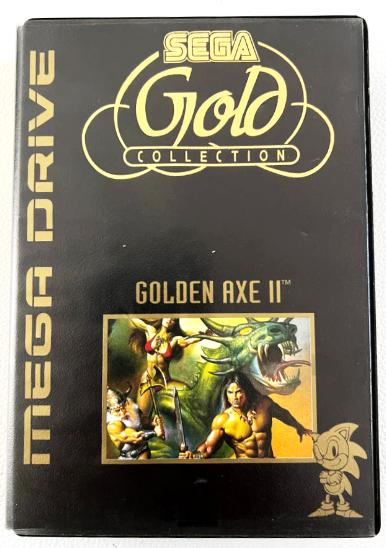 SEGA
Gold
COLLECTION
MEGA DRIVE
GOLDEN AXE II™